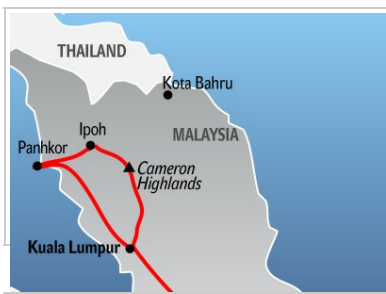 THAILAND
Kota Bahru
Ipoh
MALAYSIA
Panhkor
Cameron
Highlands
Kuala Lumpur